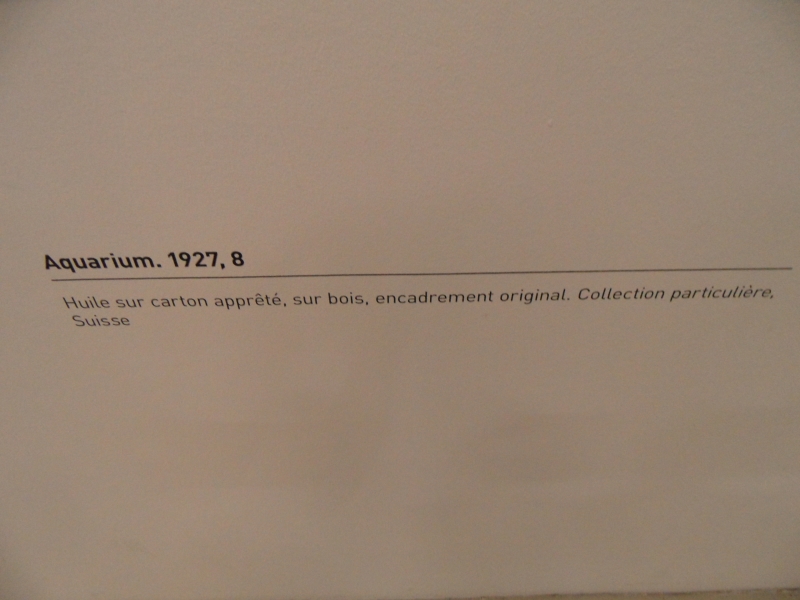 Aquarium. 1927, 8
Huile sur carton apprêté, sur bois, encadrement original. Collection particulière,
Suisse